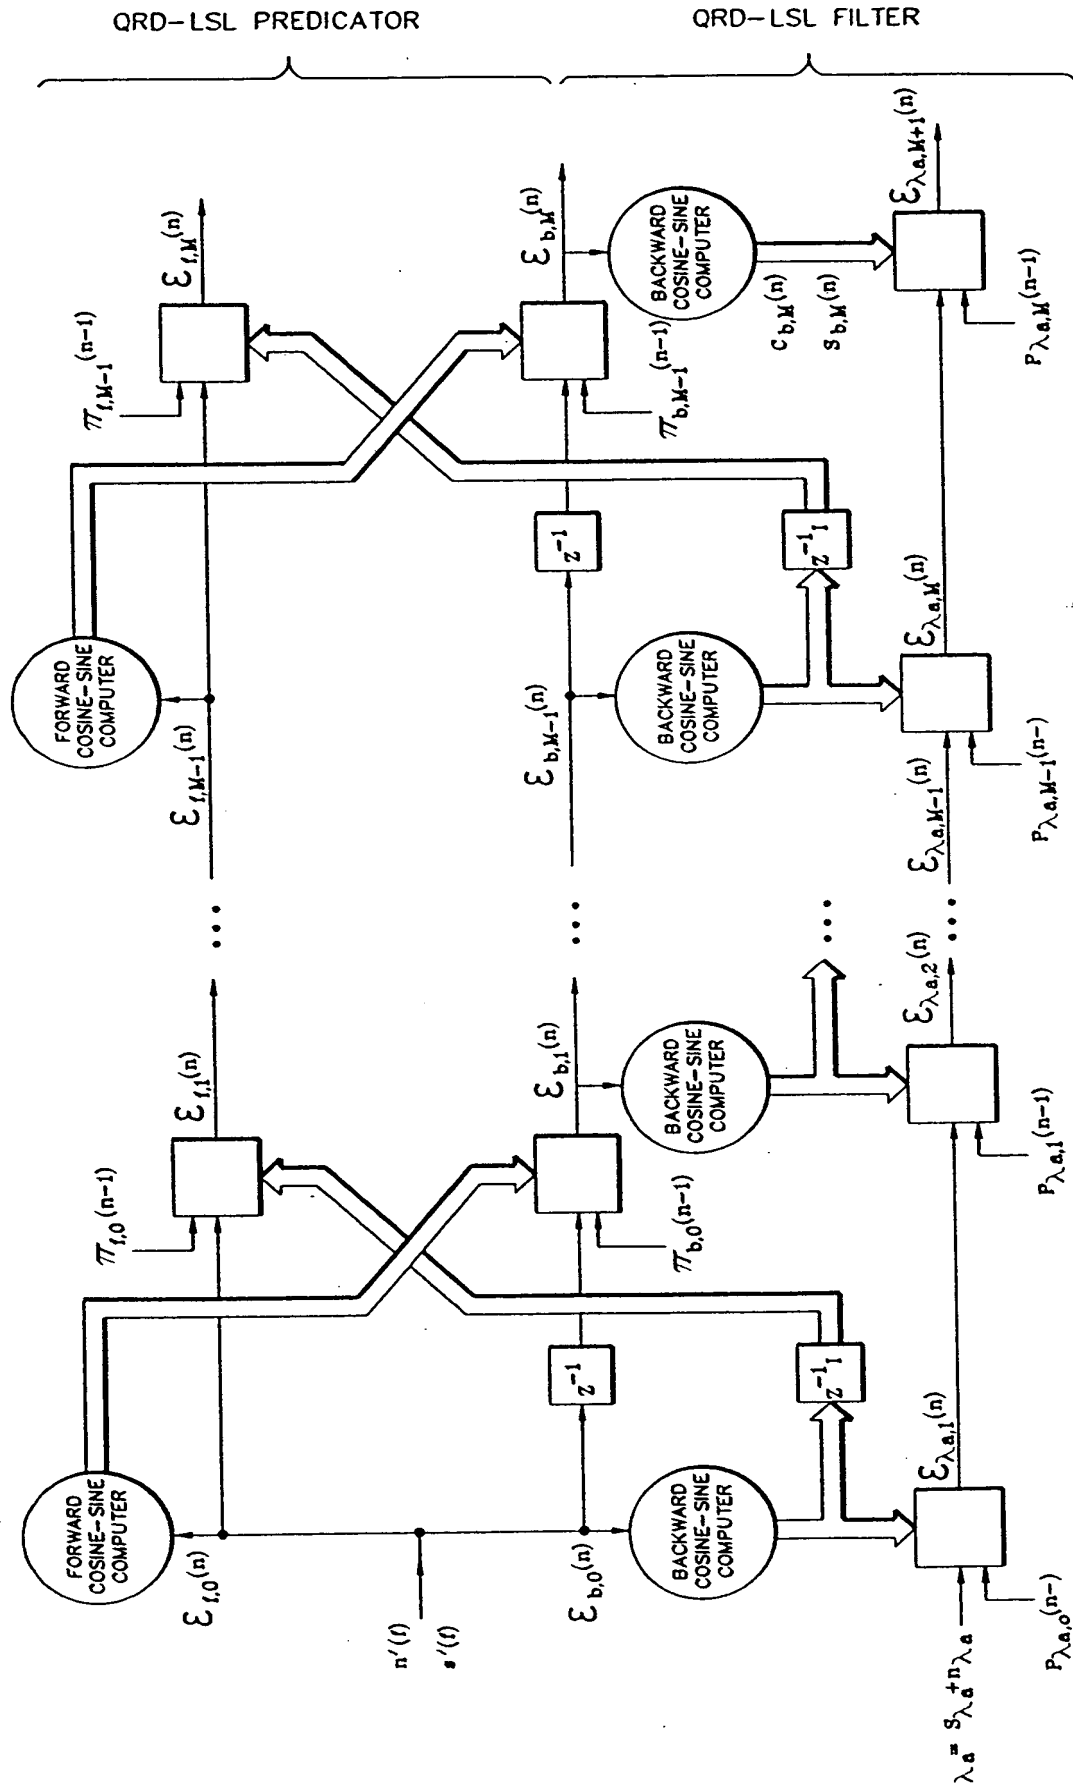 QRD-LSL PREDICATOR
QRD-LSL FILTER
FORWARD COSINE-SINE COMPUTER
FORWARD COSINE-SINE COMPUTER
ε_{f,0}(n)
π_{f,0}(n-1)
ε_{f,1}(n)
...
ε_{f,M-1}(n)
π_{f,M-1}(n-1)
ε_{f,M}(n)
n'(f)
s'(f)
ε_{b,0}(n)
Z^{-1}
π_{b,0}(n-1)
ε_{b,1}(n)
...
ε_{b,M-1}(n)
Z^{-1}
π_{b,M-1}(n-1)
ε_{b,M}(n)
BACKWARD COSINE-SINE COMPUTER
BACKWARD COSINE-SINE COMPUTER
BACKWARD COSINE-SINE COMPUTER
BACKWARD COSINE-SINE COMPUTER
Z^{-1}I
...
Z^{-1}I
C_{b,M}(n)
S_{b,M}(n)
λ_a = S_{λa}+n_{λa}
P_{λa,0}(n-)
ε_{λa,1}(n)
P_{λa,1}(n-1)
ε_{λa,2}(n)
...
ε_{λa,M-1}(n)
P_{λa,M-1}(n-)
ε_{λa,M}(n)
P_{λa,M}(n-1)
ε_{λa,M+1}(n)